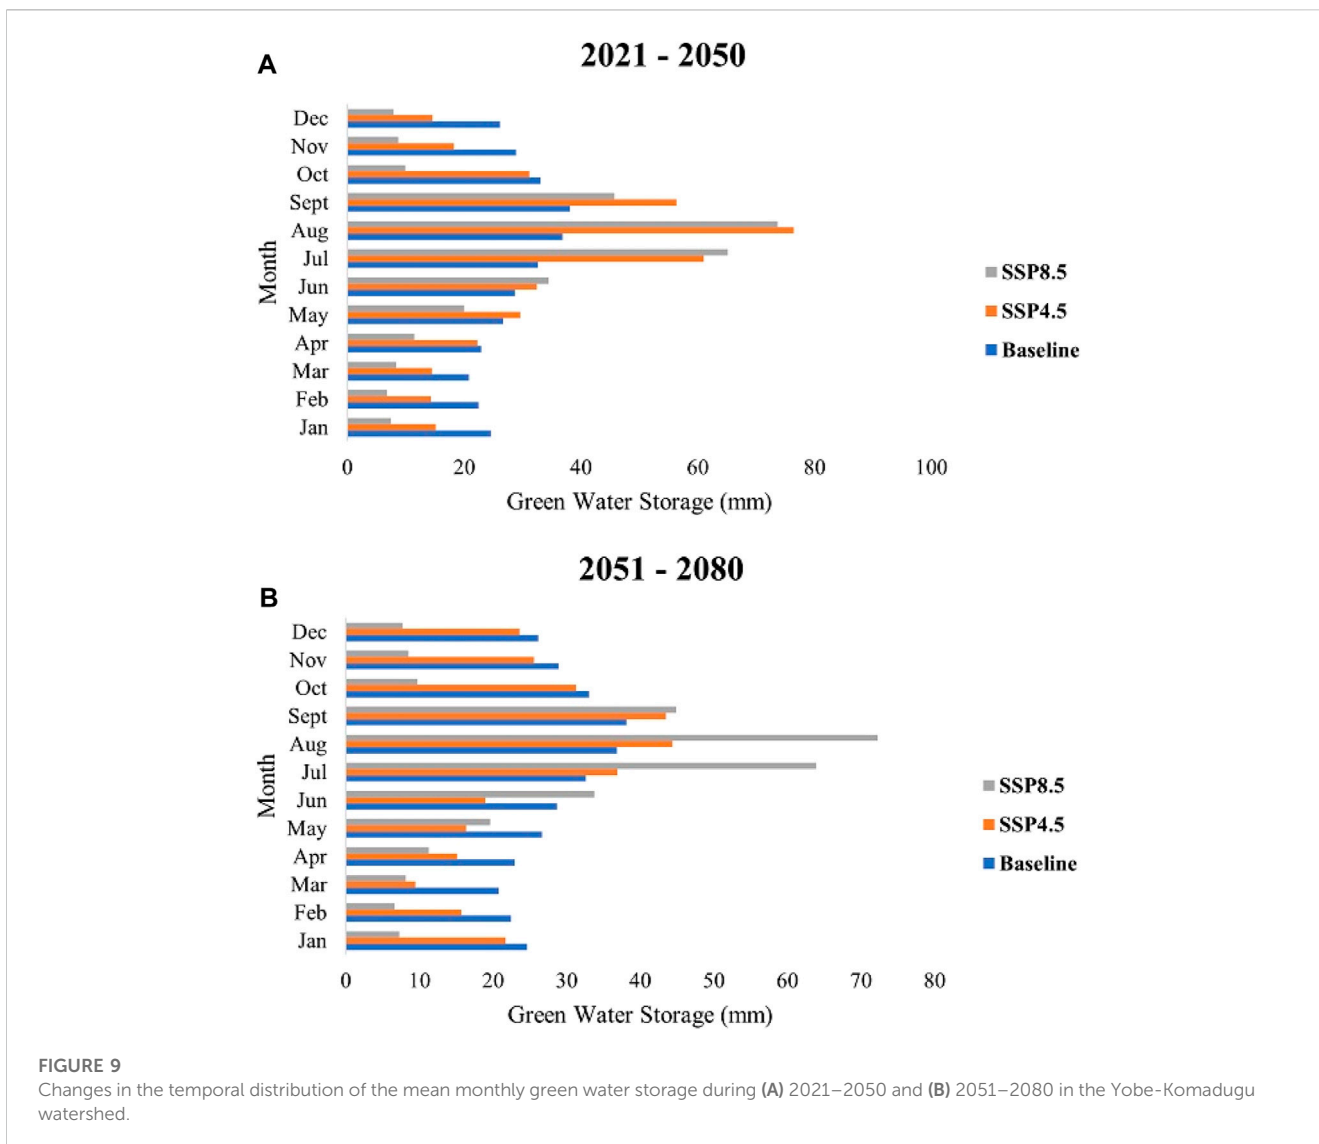 A
2021 - 2050
Dec
Nov
Oct
Sept
Aug
Jul
Jun
May
Apr
Mar
Feb
Jan
Month
0 20 40 60 80 100
Green Water Storage (mm)
SSP8.5
SSP4.5
Baseline
B
2051 - 2080
Dec
Nov
Oct
Sept
Aug
Jul
Jun
May
Apr
Mar
Feb
Jan
Month
0 10 20 30 40 50 60 70 80
Green Water Storage (mm)
SSP8.5
SSP4.5
Baseline
FIGURE 9
Changes in the temporal distribution of the mean monthly green water storage during (A) 2021–2050 and (B) 2051–2080 in the Yobe-Komadugu
watershed.